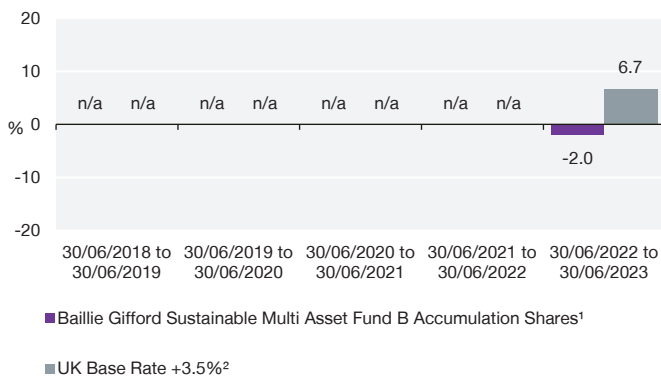 20
10
n/a n/a n/a n/a n/a n/a n/a n/a 6.7
% 0
-2.0
-10
-20
30/06/2018 to 30/06/2019 to 30/06/2020 to 30/06/2021 to 30/06/2022 to
30/06/2019 30/06/2020 30/06/2021 30/06/2022 30/06/2023
Baillie Gifford Sustainable Multi Asset Fund B Accumulation Shares¹
UK Base Rate +3.5%²